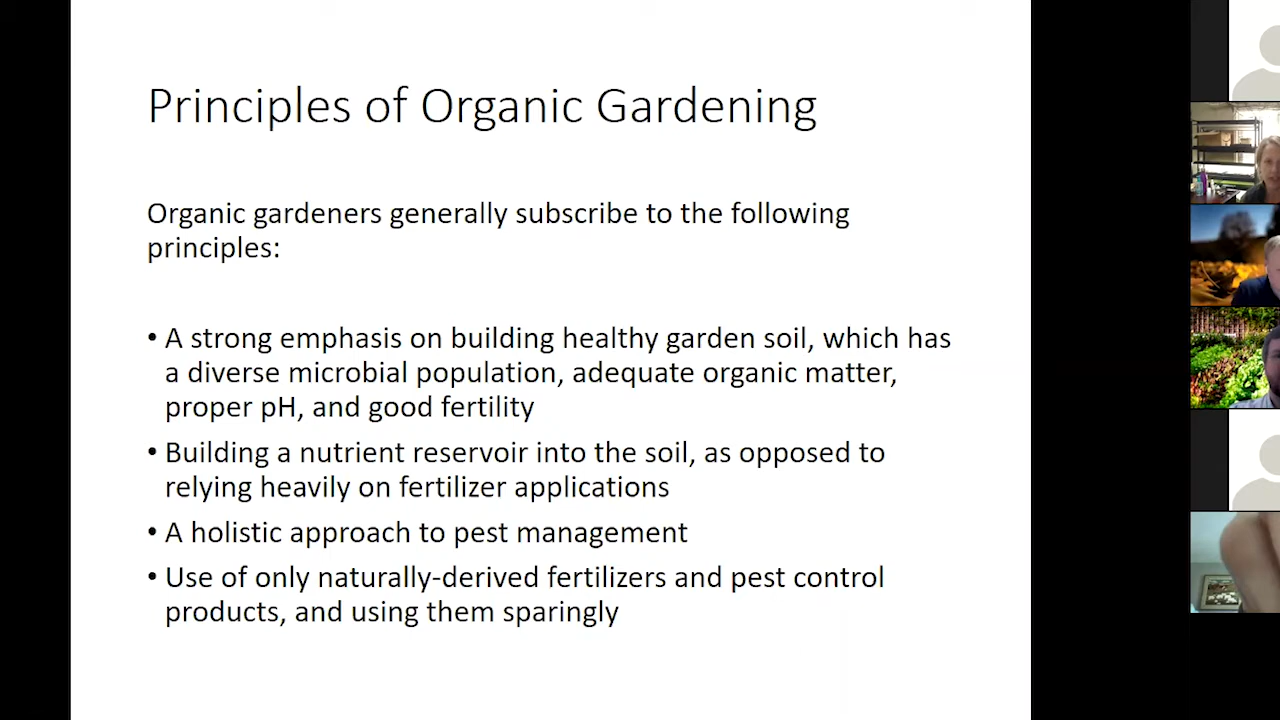 Principles of Organic Gardening
Organic gardeners generally subscribe to the following
principles:
• A strong emphasis on building healthy garden soil, which has
a diverse microbial population, adequate organic matter,
proper pH, and good fertility
• Building a nutrient reservoir into the soil, as opposed to
relying heavily on fertilizer applications
• A holistic approach to pest management
• Use of only naturally-derived fertilizers and pest control
products, and using them sparingly